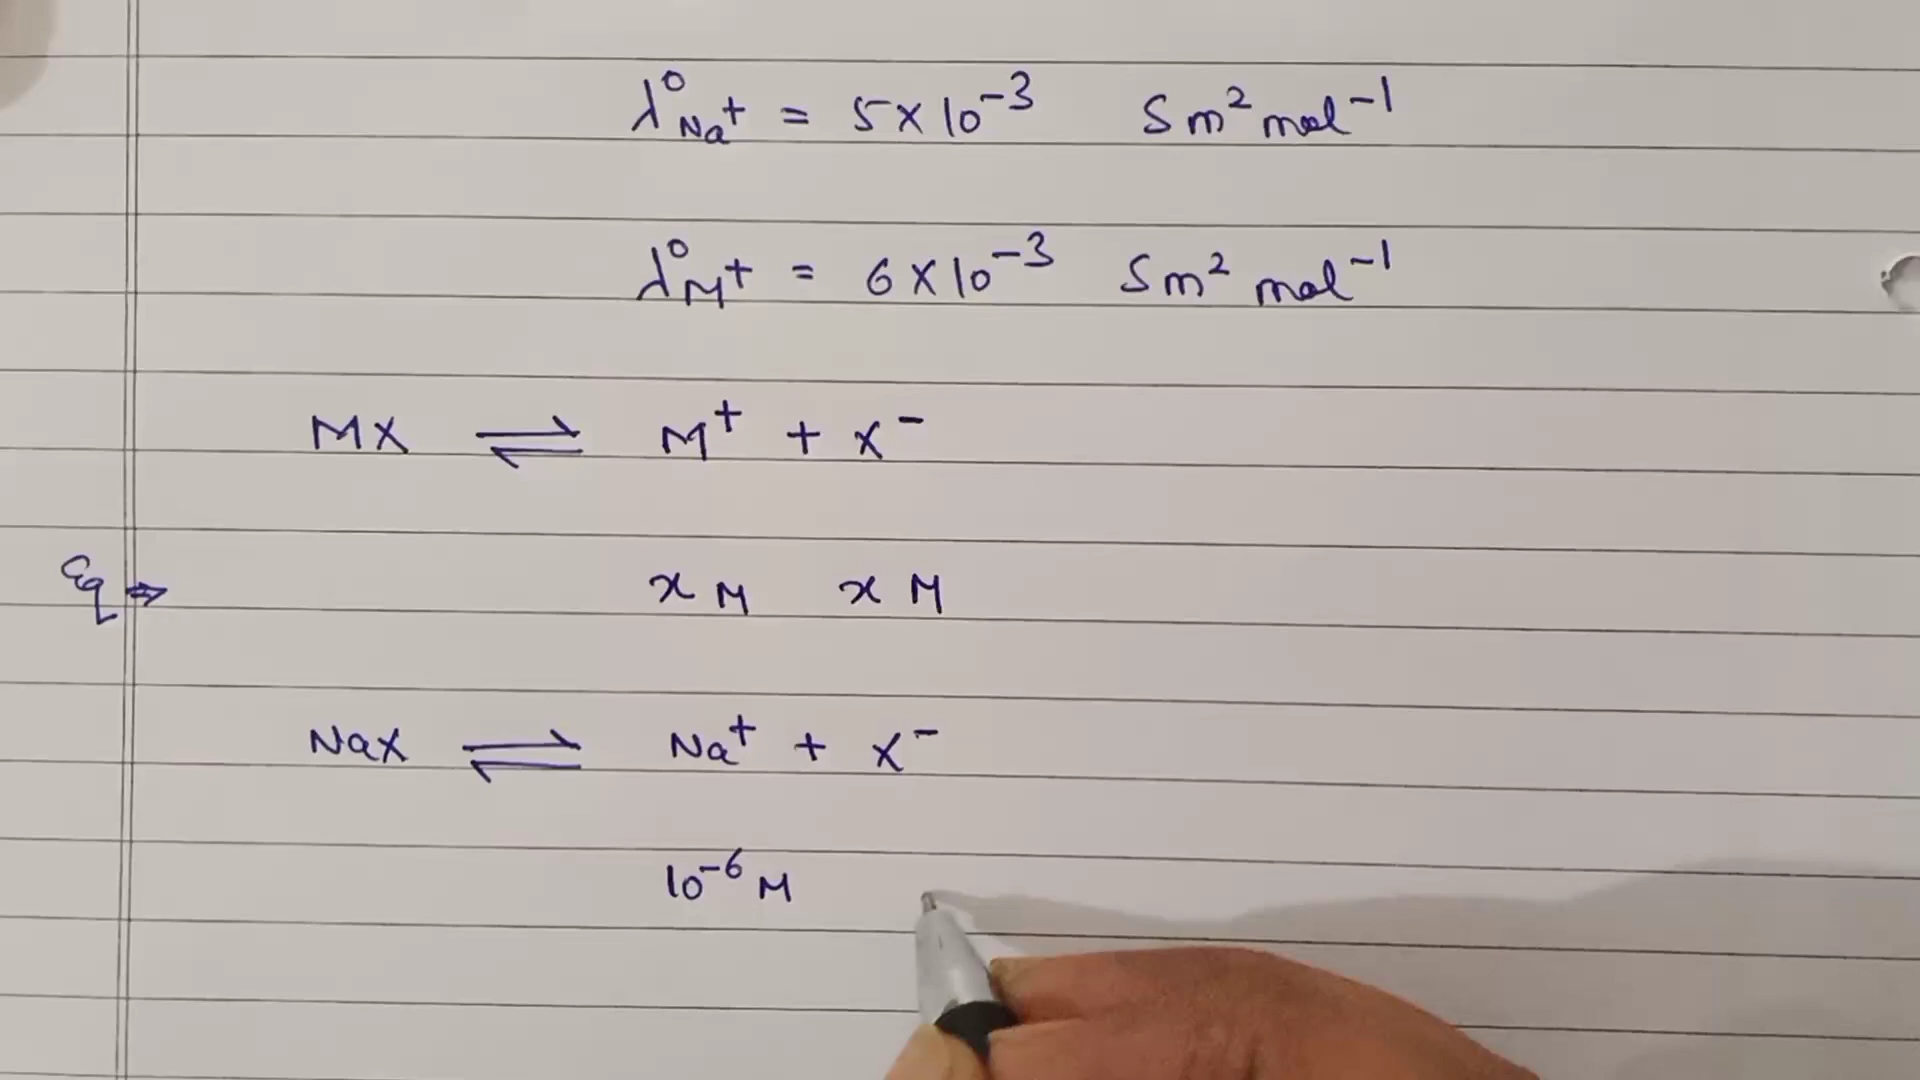 λ°Na⁺ = 5×10⁻³ S m² mol⁻¹
λ°M⁺ = 6×10⁻³ S m² mol⁻¹
MX ⇌ M⁺ + X⁻
Eq ⇒ x M x M
NaX ⇌ Na⁺ + X⁻
10⁻⁶ M